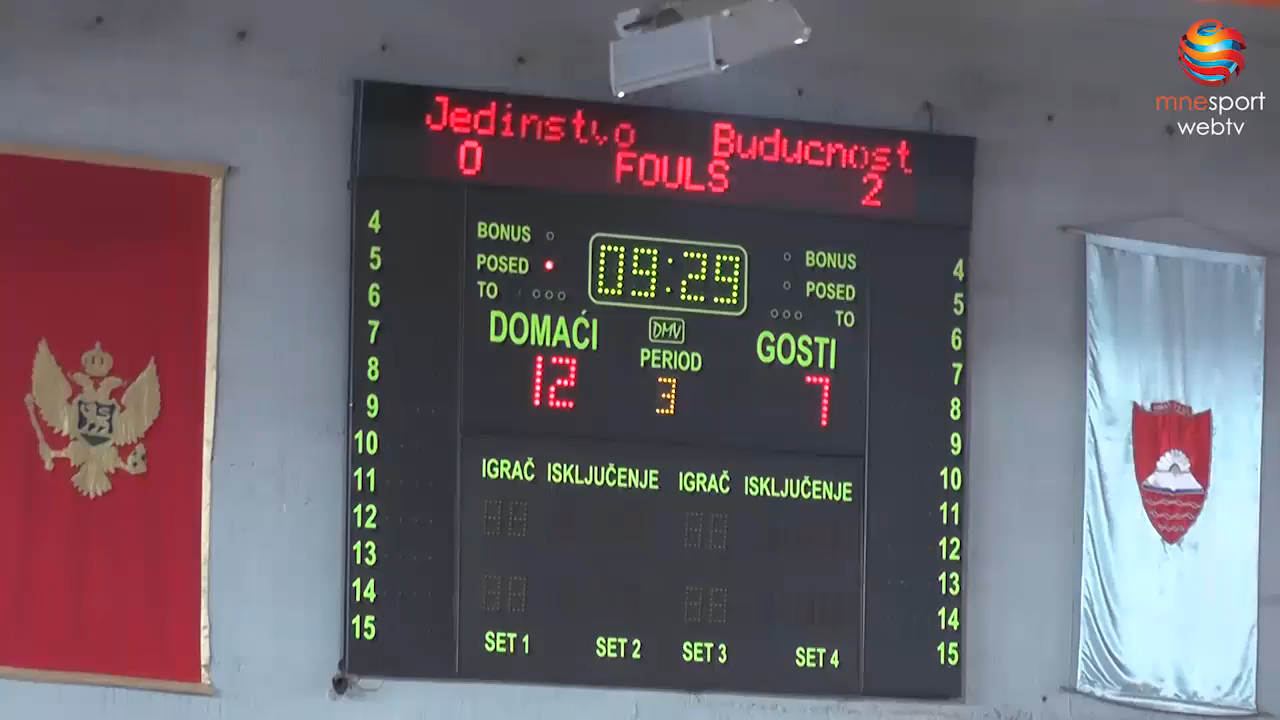 mnesport
webtv
Jedinstvo Buducnost
0 FOULS 2
BONUS 09:29 BONUS
POSED POSED
TO TO
DOMAĆI DMV GOSTI
PERIOD
12 3 7
4
5
6
7
8
9
10
11
12
13
14
15
4
5
6
7
8
9
10
11
12
13
14
15
IGRAČ ISKLJUČENJE IGRAČ ISKLJUČENJE
SET 1 SET 2 SET 3 SET 4